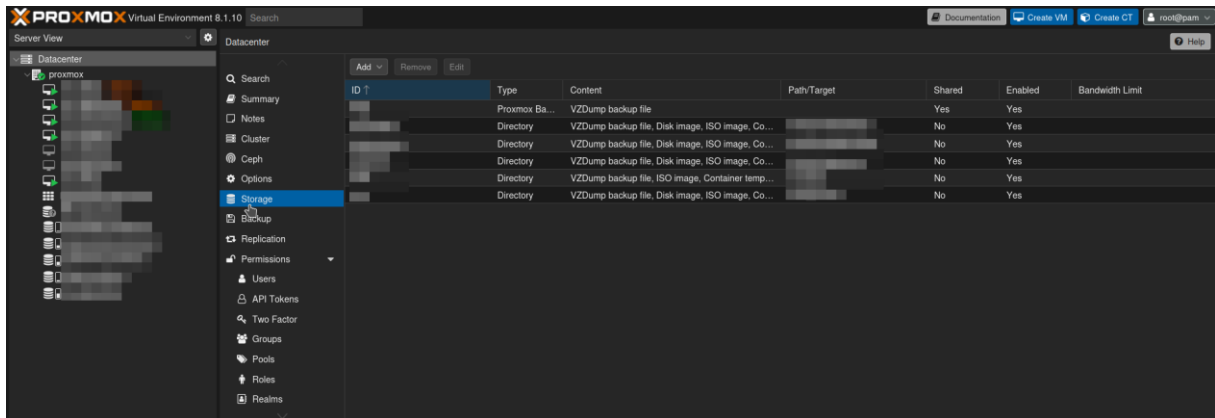 PROXMOX Virtual Environment 8.1.10 Search
Documentation Create VM Create CT root@pam
Server View
Datacenter
Help
Datacenter
proxmox
Search
Summary
Notes
Cluster
Ceph
Options
Storage
Backup
Replication
Permissions
Users
API Tokens
Two Factor
Groups
Pools
Roles
Realms
Add Remove Edit
ID ↑ Type Content Path/Target Shared Enabled Bandwidth Limit
Proxmox Ba... VZDump backup file Yes Yes
Directory VZDump backup file, Disk image, ISO image, Co... No Yes
Directory VZDump backup file, Disk image, ISO image, Co... No Yes
Directory VZDump backup file, Disk image, ISO image, Co... No Yes
Directory VZDump backup file, ISO image, Container temp... No Yes
Directory VZDump backup file, Disk image, ISO image, Co... No Yes